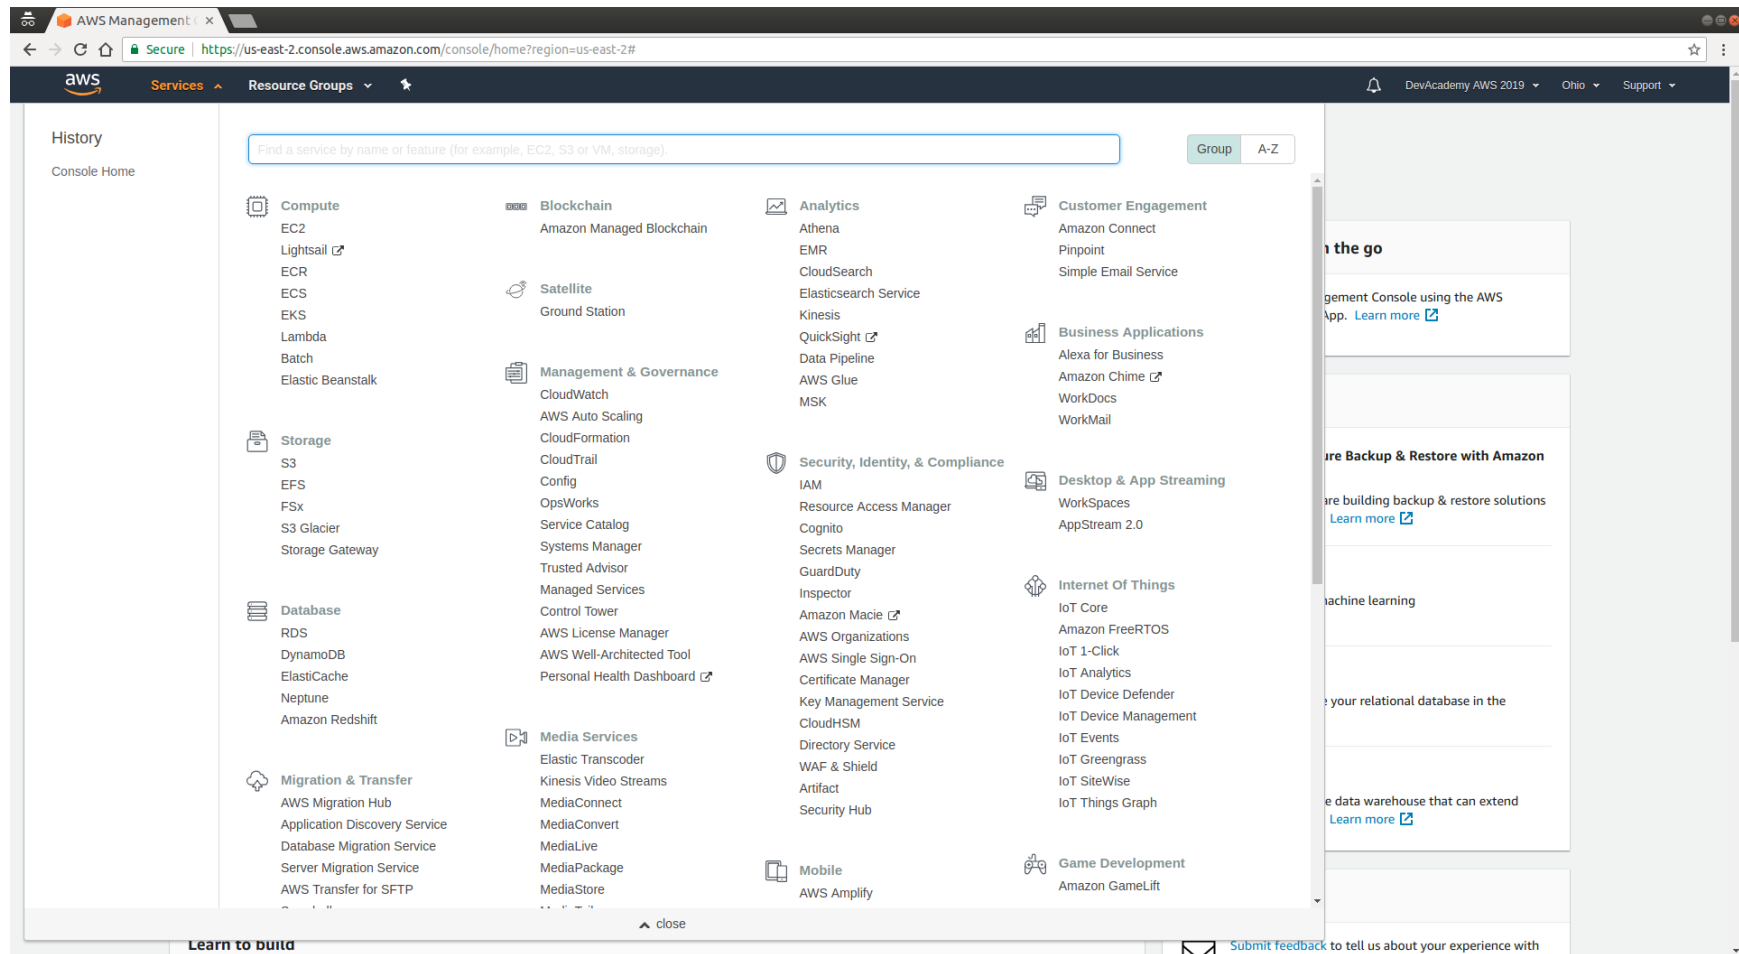 AWS Management C
Secure
https://us-east-2.console.aws.amazon.com/console/home?region=us-east-2#
aws
Services
Resource Groups
DevAcademy AWS 2019
Ohio
Support
History
Console Home
Find a service by name or feature (for example, EC2, S3 or VM, storage).
Group
A-Z
Compute
EC2
Lightsail
ECR
ECS
EKS
Lambda
Batch
Elastic Beanstalk
Storage
S3
EFS
FSx
S3 Glacier
Storage Gateway
Database
RDS
DynamoDB
ElastiCache
Neptune
Amazon Redshift
Migration & Transfer
AWS Migration Hub
Application Discovery Service
Database Migration Service
Server Migration Service
AWS Transfer for SFTP
Blockchain
Amazon Managed Blockchain
Satellite
Ground Station
Management & Governance
CloudWatch
AWS Auto Scaling
CloudFormation
CloudTrail
Config
OpsWorks
Service Catalog
Systems Manager
Trusted Advisor
Managed Services
Control Tower
AWS License Manager
AWS Well-Architected Tool
Personal Health Dashboard
Media Services
Elastic Transcoder
Kinesis Video Streams
MediaConnect
MediaConvert
MediaLive
MediaPackage
MediaStore
Analytics
Athena
EMR
CloudSearch
Elasticsearch Service
Kinesis
QuickSight
Data Pipeline
AWS Glue
MSK
Security, Identity, & Compliance
IAM
Resource Access Manager
Cognito
Secrets Manager
GuardDuty
Inspector
Amazon Macie
AWS Organizations
AWS Single Sign-On
Certificate Manager
Key Management Service
CloudHSM
Directory Service
WAF & Shield
Artifact
Security Hub
Mobile
AWS Amplify
Customer Engagement
Amazon Connect
Pinpoint
Simple Email Service
Business Applications
Alexa for Business
Amazon Chime
WorkDocs
WorkMail
Desktop & App Streaming
WorkSpaces
AppStream 2.0
Internet Of Things
IoT Core
Amazon FreeRTOS
IoT 1-Click
IoT Analytics
IoT Device Defender
IoT Device Management
IoT Events
IoT Greengrass
IoT SiteWise
IoT Things Graph
Game Development
Amazon GameLift
close
the go
gement Console using the AWS
App. Learn more
ure Backup & Restore with Amazon
are building backup & restore solutions
Learn more
machine learning
your relational database in the
data warehouse that can extend
Learn more
Learn to build
Submit feedback to tell us about your experience with